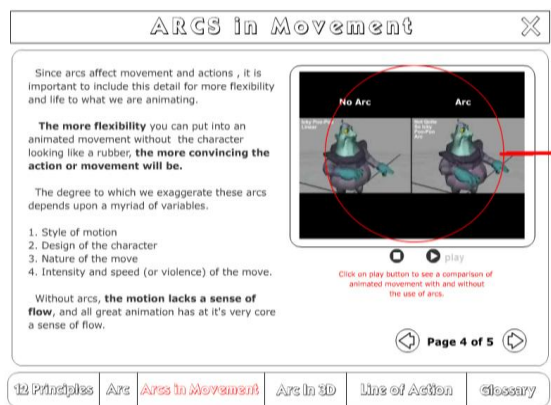 ARCS in Movement
Since arcs affect movement and actions , it is
important to include this detail for more flexibility
and life to what we are animating.
The more flexibility you can put into an
animated movement without the character
looking like a rubber, the more convincing the
action or movement will be.
The degree to which we exaggerate these arcs
depends upon a myriad of variables.
1. Style of motion
2. Design of the character
3. Nature of the move
4. Intensity and speed (or violence) of the move.
Without arcs, the motion lacks a sense of
flow, and all great animation has at it's very core
a sense of flow.
No Arc
Arc
play
Click on play button to see a comparison of
animated movement with and without
the use of arcs.
Page 4 of 5
12 Principles
Arc
Arcs in Movement
Arc In 3D
Line of Action
Glossary